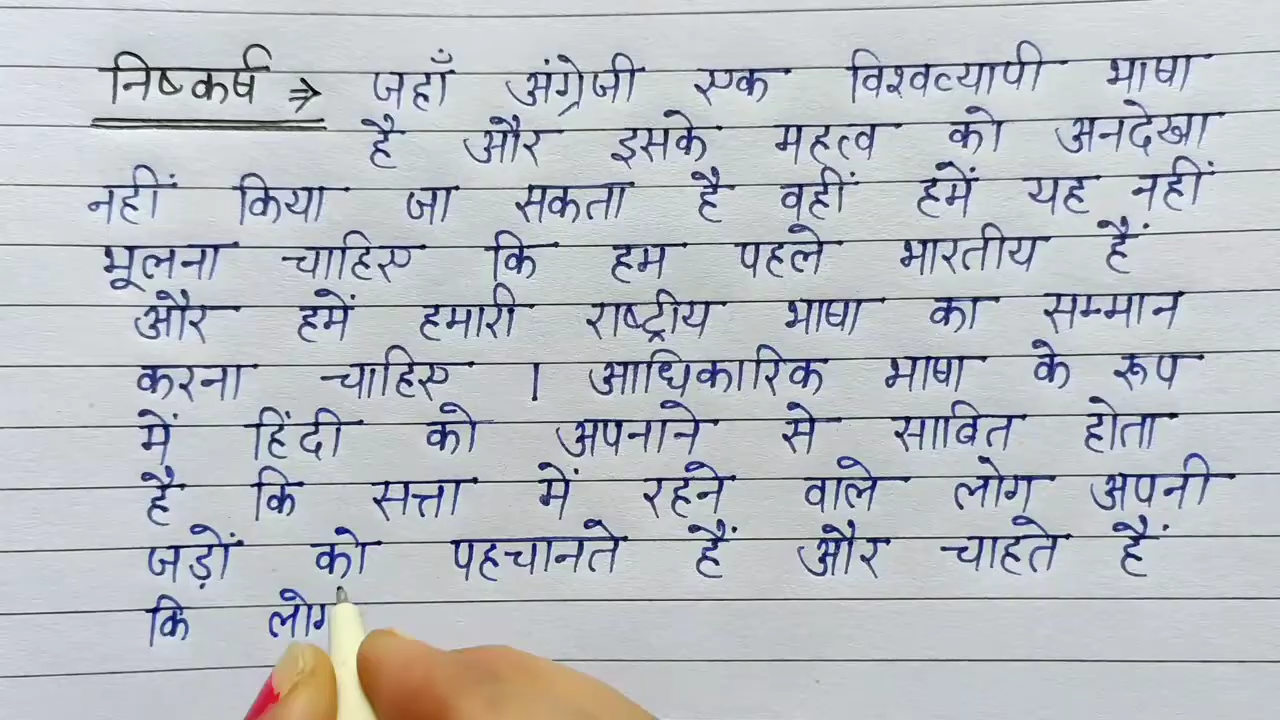 निष्कर्ष ⇒ जहाँ अंग्रेजी एक विश्वव्यापी भाषा
है और इसके महत्व को अनदेखा
नहीं किया जा सकता है वहीं हमें यह नहीं
भूलना चाहिए कि हम पहले भारतीय हैं
और हमें हमारी राष्ट्रीय भाषा का सम्मान
करना चाहिए । आधिकारिक भाषा के रूप
में हिंदी को अपनाने से साबित होता
है कि सत्ता में रहने वाले लोग अपनी
जड़ों को पहचानते हैं और चाहते हैं
कि लोग